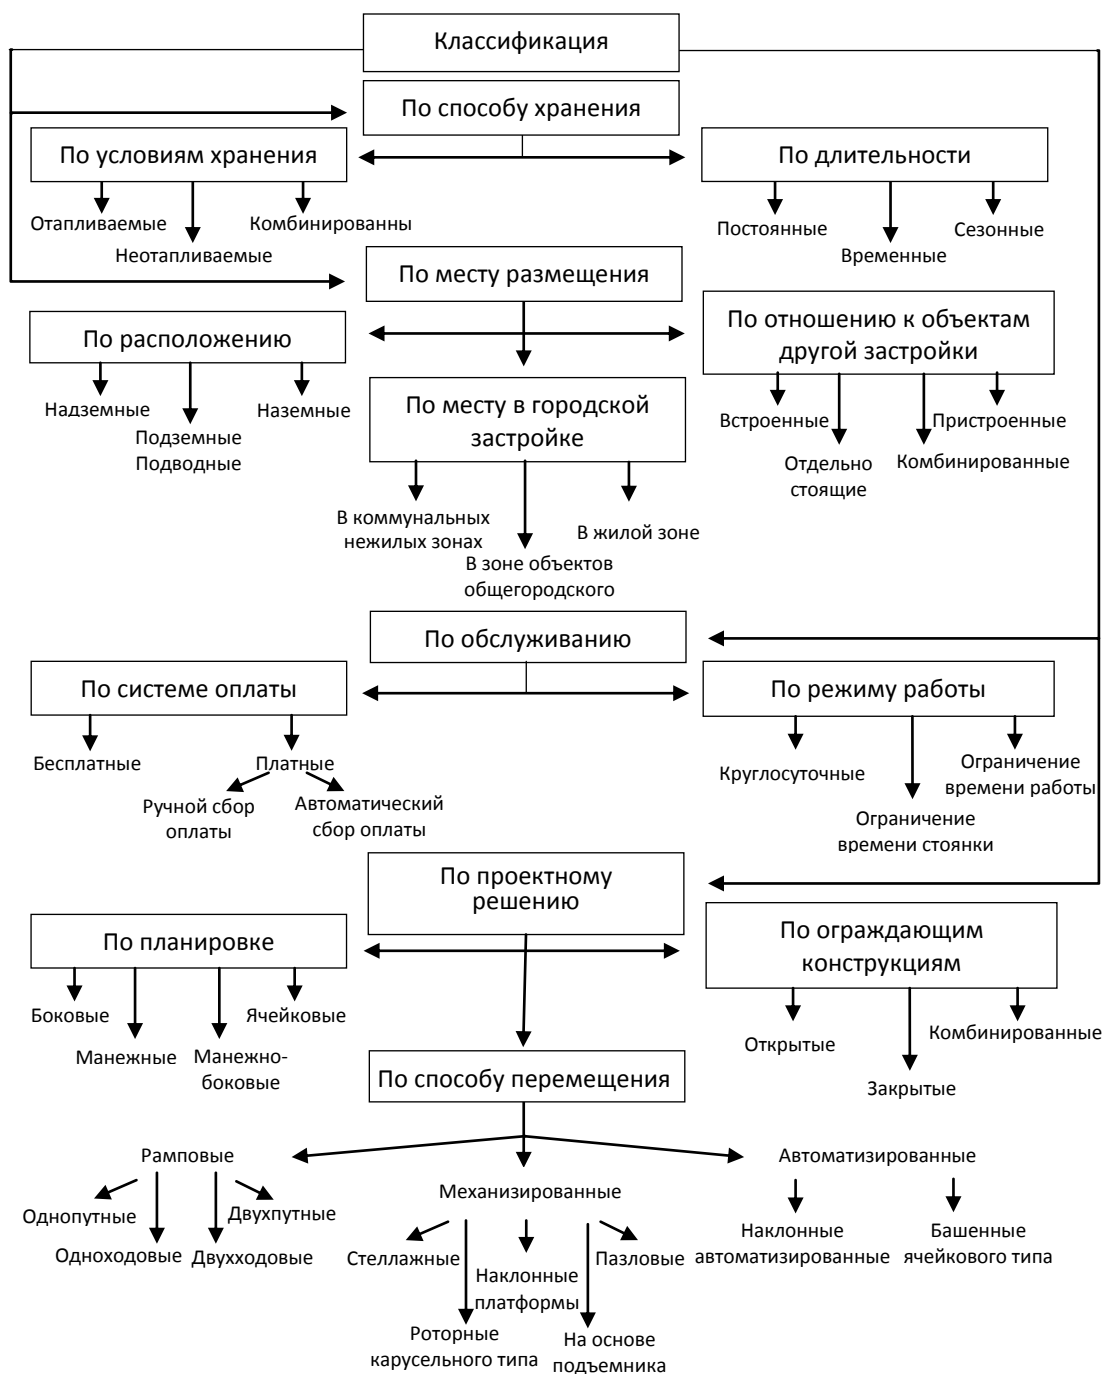 Классификация
По способу хранения
По условиям хранения
По длительности
Отапливаемые
Комбинированны
Неотапливаемые
Постоянные
Сезонные
Временные
По месту размещения
По расположению
По отношению к объектам
другой застройки
Надземные
Наземные
Подземные
Подводные
По месту в городской
застройке
Встроенные
Пристроенные
Отдельно
стоящие
Комбинированные
В коммунальных
нежилых зонах
В жилой зоне
В зоне объектов
общегородского
По обслуживанию
По системе оплаты
По режиму работы
Бесплатные
Платные
Ручной сбор
оплаты
Автоматический
сбор оплаты
Круглосуточные
Ограничение
времени работы
Ограничение
времени стоянки
По проектному
решению
По планировке
По ограждающим
конструкциям
Боковые
Ячейковые
Манежные
Манежно-
боковые
Открытые
Комбинированные
Закрытые
По способу перемещения
Рамповые
Механизированные
Автоматизированные
Однопутные
Двухпутные
Одноходовые
Двухходовые
Стеллажные
Пазловые
Наклонные
платформы
Роторные
карусельного типа
На основе
подъемника
Наклонные
автоматизированные
Башенные
ячейкового типа